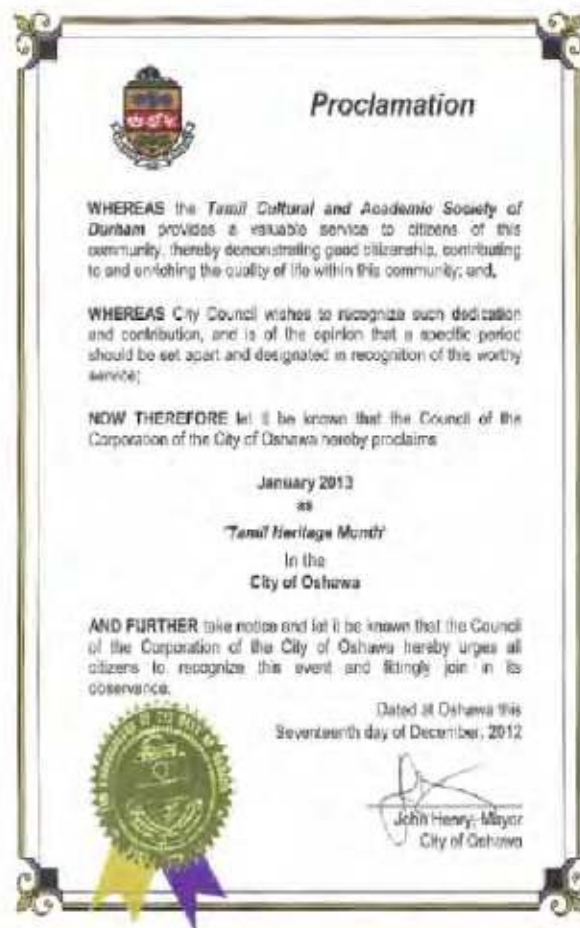 Proclamation
WHEREAS the Tamil Cultural and Academic Society of
Durham provides a valuable service to citizens of this
community, thereby demonstrating good citizenship, contributing
to and enriching the quality of life within this community; and,
WHEREAS City Council wishes to recognize such dedication
and contribution, and is of the opinion that a specific period
should be set apart and designated in recognition of this worthy
service;
NOW THEREFORE let it be known that the Council of the
Corporation of the City of Oshawa hereby proclaims
January 2013
as
'Tamil Heritage Month'
In the
City of Oshawa
AND FURTHER take notice and let it be known that the Council
of the Corporation of the City of Oshawa hereby urges all
citizens to recognize this event and fittingly join in its
observance.
Dated at Oshawa this
Seventeenth day of December, 2012
John Henry, Mayor
City of Oshawa